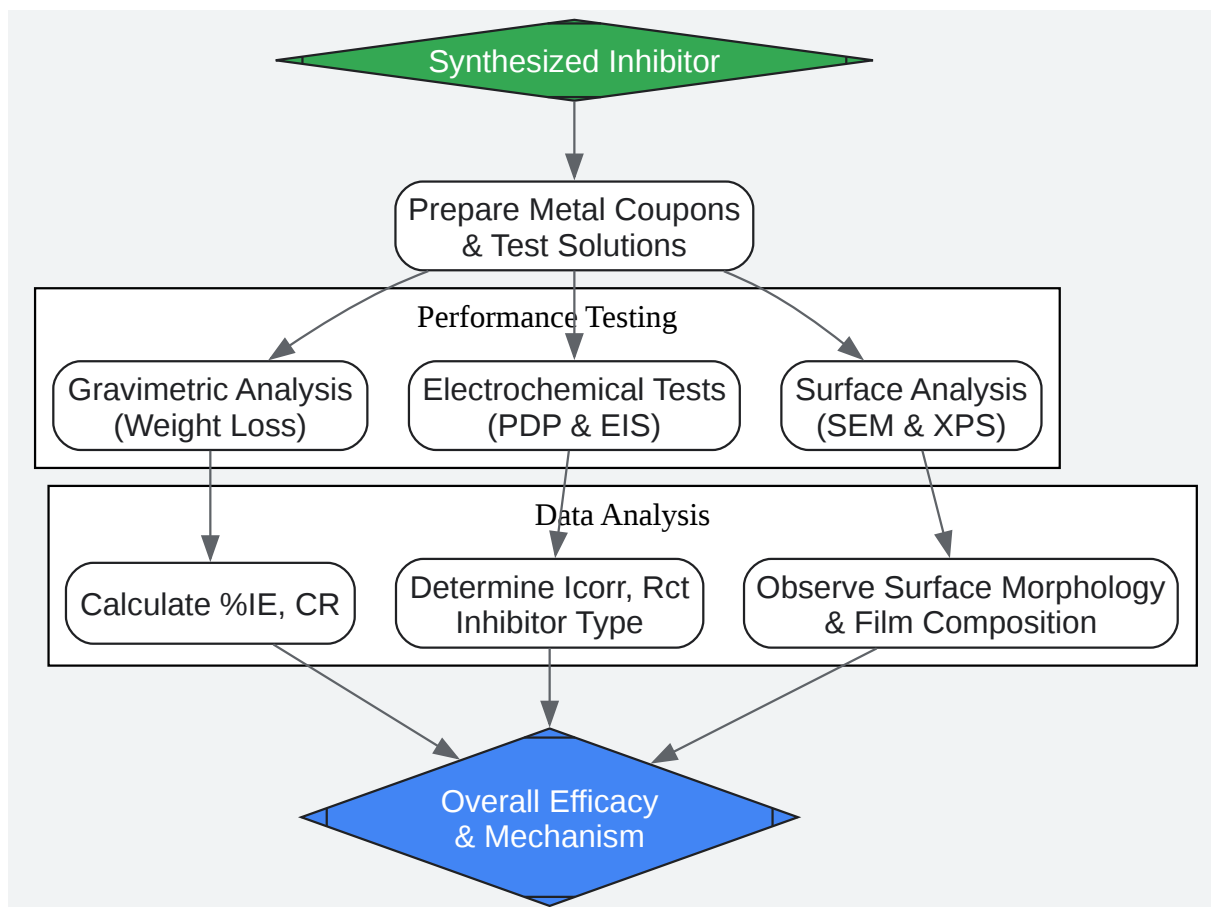 Synthesized Inhibitor
Prepare Metal Coupons
& Test Solutions
Performance Testing
Gravimetric Analysis
(Weight Loss)
Electrochemical Tests
(PDP & EIS)
Surface Analysis
(SEM & XPS)
Data Analysis
Calculate %IE, CR
Determine Icorr, Rct
Inhibitor Type
Observe Surface Morphology
& Film Composition
Overall Efficacy
& Mechanism